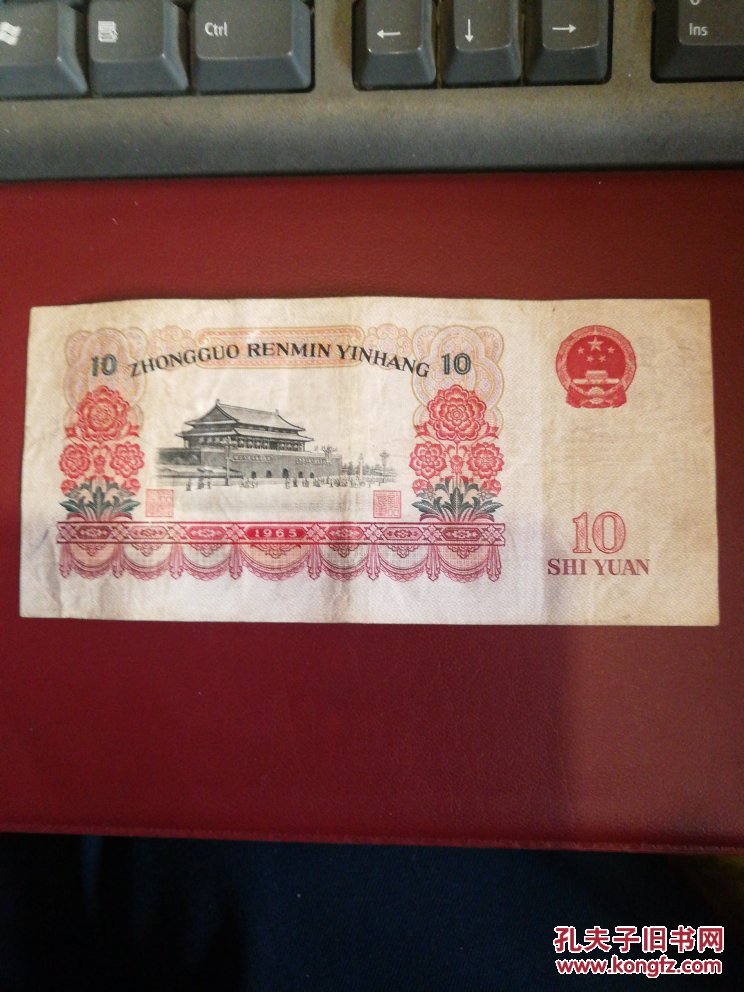 Ctrl
←
↓
→
Ins
10 ZHONGGUO RENMIN YINHANG 10
1965
10
SHI YUAN
孔夫子旧书网
www.kongfz.com